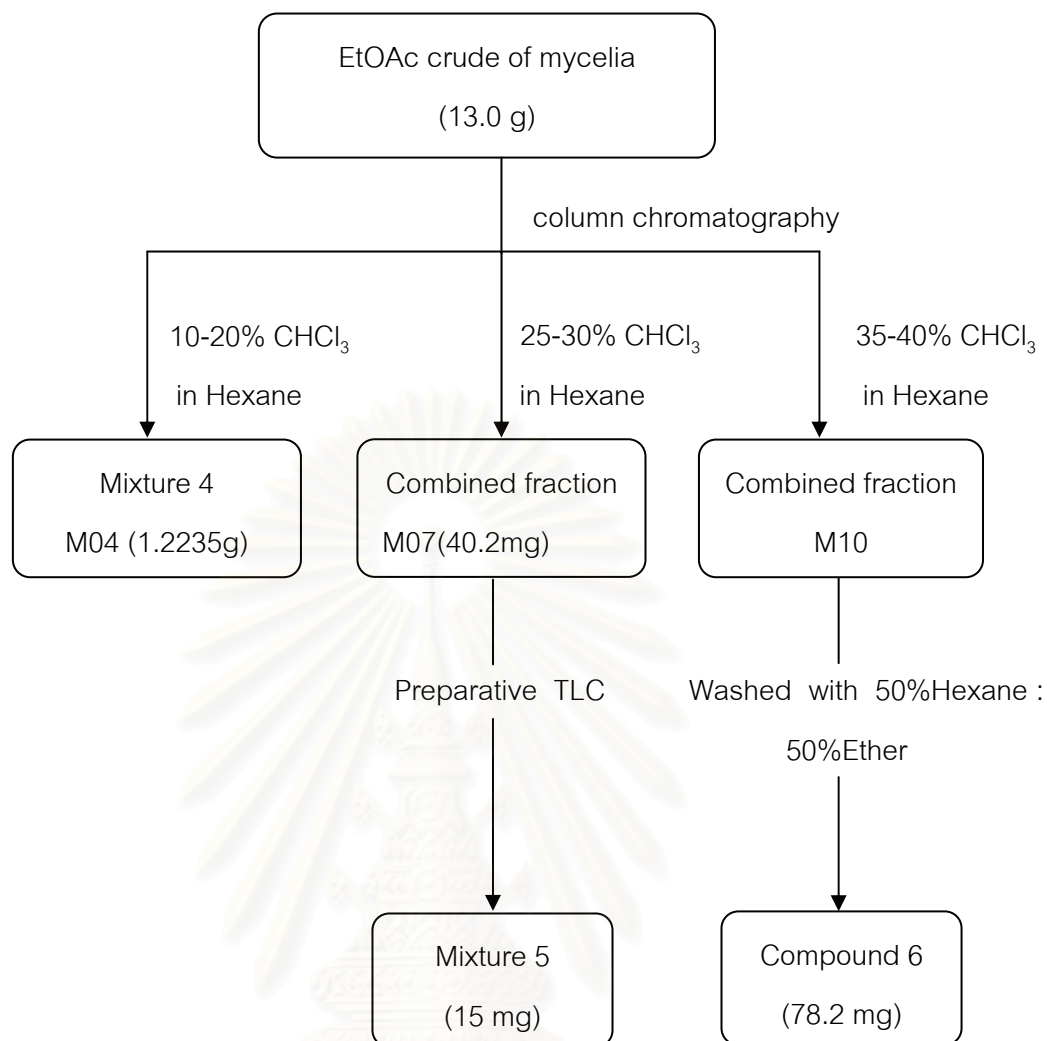 EtOAc crude of mycelia
(13.0 g)
column chromatography
10-20% CHCl₃
in Hexane
25-30% CHCl₃
in Hexane
35-40% CHCl₃
in Hexane
Mixture 4
M04 (1.2235g)
Combined fraction
M07(40.2mg)
Combined fraction
M10
Preparative TLC
Washed with 50%Hexane :
50%Ether
Mixture 5
(15 mg)
Compound 6
(78.2 mg)